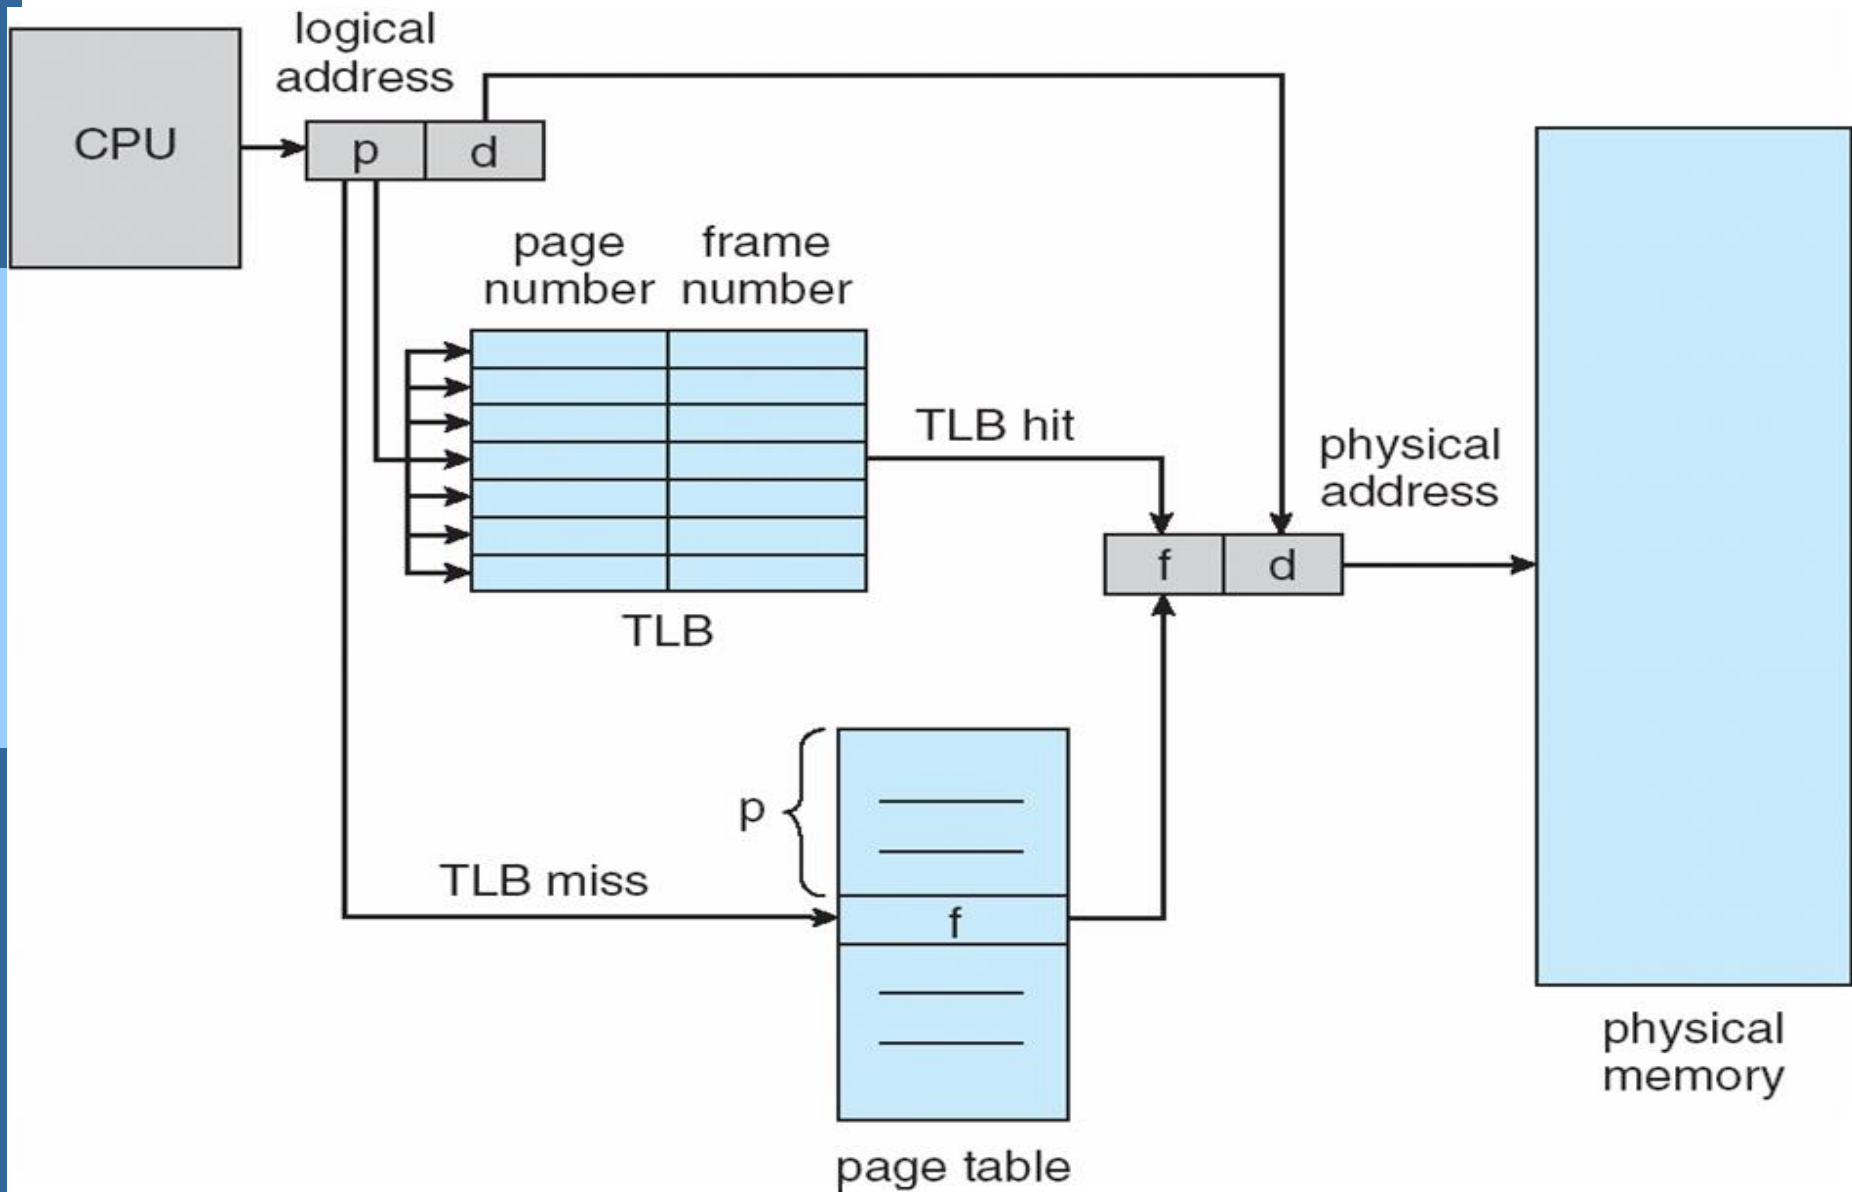 logical
address
CPU
p
d
page
number
frame
number
TLB hit
physical
address
f
d
TLB
p
TLB miss
f
physical
memory
page table